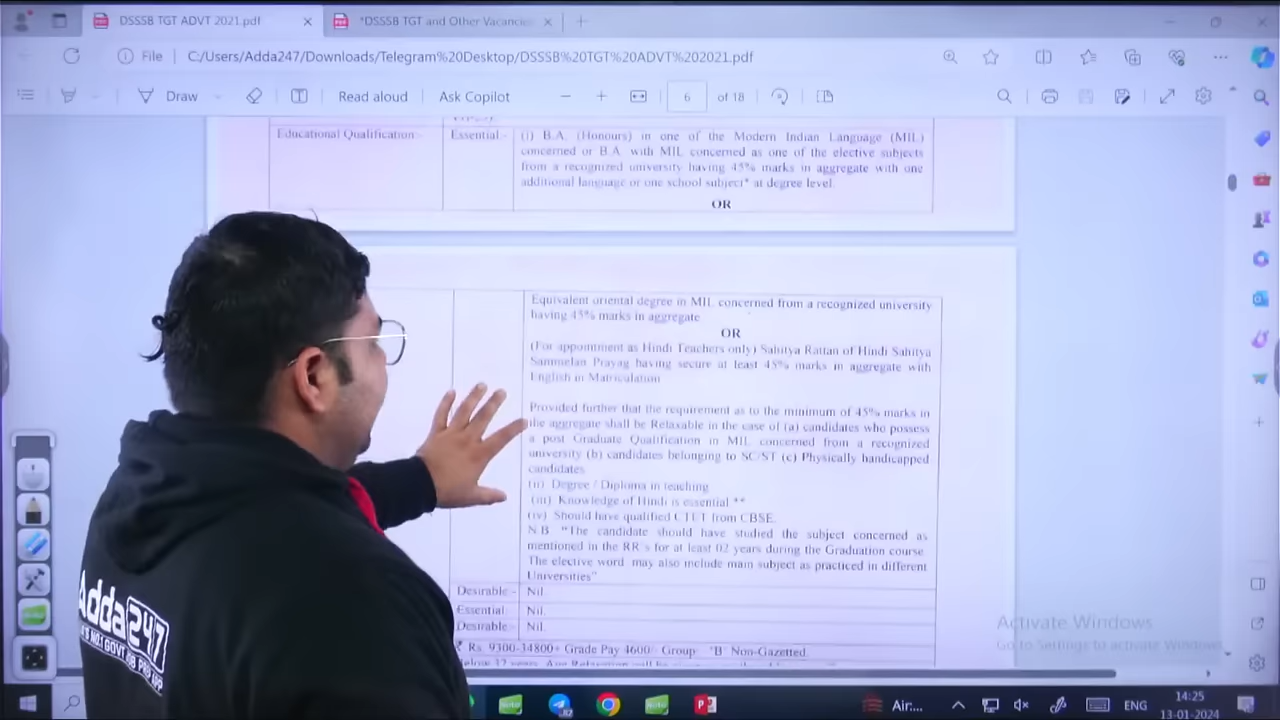 DSSSB TGT ADVT 2021.pdf
"DSSSB TGT and Other Vacancies
File
C:/Users/Adda247/Downloads/Telegram%20Desktop/DSSSB%20TGT%20ADVT%202021.pdf
Draw
Read aloud
Ask Copilot
6
of 18
Educational Qualification:-
Essential:-
(i) B.A. (Honours) in one of the Modern Indian Language (MIL)
concerned or B.A. with MIL concerned as one of the elective subjects
from a recognized university having 45% marks in aggregate with one
additional language or one school subject* at degree level.
OR
Equivalent oriental degree in MIL concerned from a recognized university
having 45% marks in aggregate
OR
(For appointment as Hindi Teachers only) Sahitya Rattan of Hindi Sahitya
Sammelan Prayag having secure at least 45% marks in aggregate with
English in Matriculation
Provided further that the requirement as to the minimum of 45% marks in
the aggregate shall be Relaxable in the case of (a) candidates who possess
a post Graduate Qualification in MIL concerned from a recognized
university (b) candidates belonging to SC/ST (c) Physically handicapped
candidates
(ii) Degree / Diploma in teaching
(iii) Knowledge of Hindi is essential **
(iv) Should have qualified CTET from CBSE.
N.B "The candidate should have studied the subject concerned as
mentioned in the RR's for at least 02 years during the Graduation course.
The elective word may also include main subject as practiced in different
Universities"
Desirable:- Nil.
Essential: Nil.
Desirable:- Nil.
₹ Rs. 9300-34800+ Grade Pay 4600/- Group: 'B' Non-Gazetted.
Activate Windows
Go to Settings to activate Windows
Adda247
Air...
ENG
14:25
13-01-2024